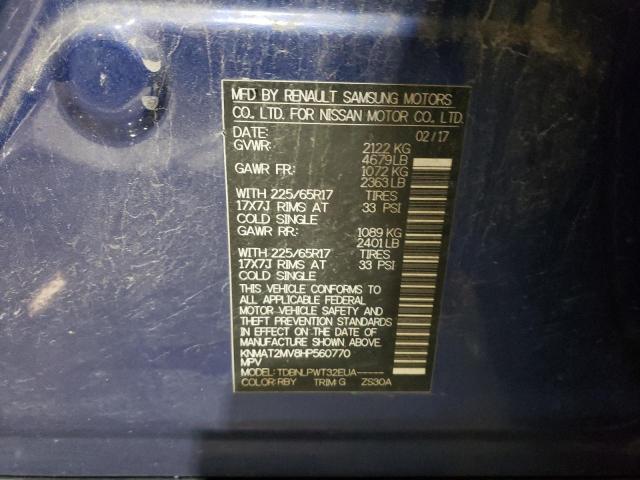 MFD BY RENAULT SAMSUNG MOTORS
CO., LTD. FOR NISSAN MOTOR CO., LTD.
DATE: 02/17
GVWR: 2122 KG
4679 LB
GAWR FR: 1072 KG
2363 LB
WITH 225/65R17 TIRES
17X7J RIMS AT 33 PSI
COLD SINGLE
GAWR RR: 1089 KG
2401 LB
WITH 225/65R17 TIRES
17X7J RIMS AT 33 PSI
COLD SINGLE
THIS VEHICLE CONFORMS TO
ALL APPLICABLE FEDERAL
MOTOR VEHICLE SAFETY AND
THEFT PREVENTION STANDARDS
IN EFFECT ON THE DATE OF
MANUFACTURE SHOWN ABOVE.
KNMAT2MV8HP560770
MPV
MODEL: TDBNLPWT32EUA-----
COLOR: RBY TRIM: G ZS30A